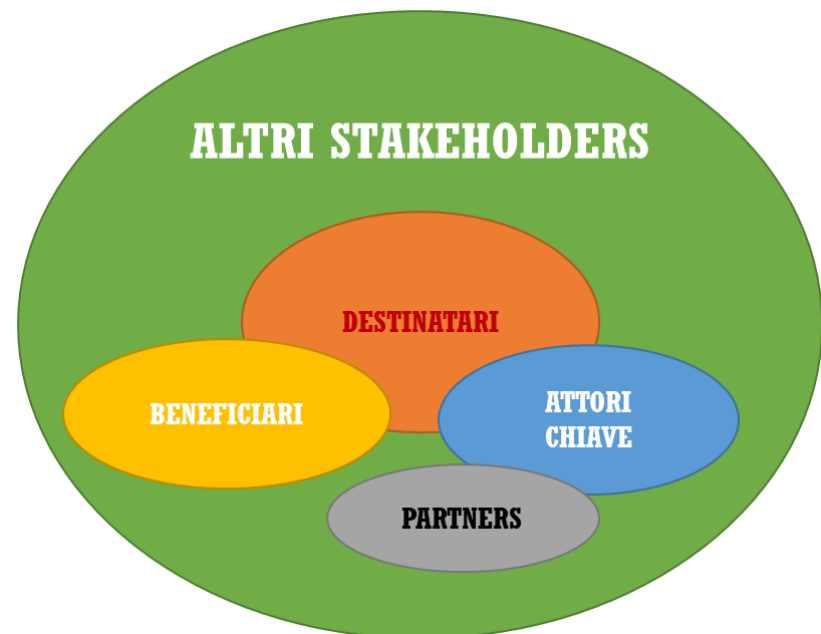 ALTRI STAKEHOLDERS
DESTINATARI
BENEFICIARI
ATTORI
CHIAVE
PARTNERS